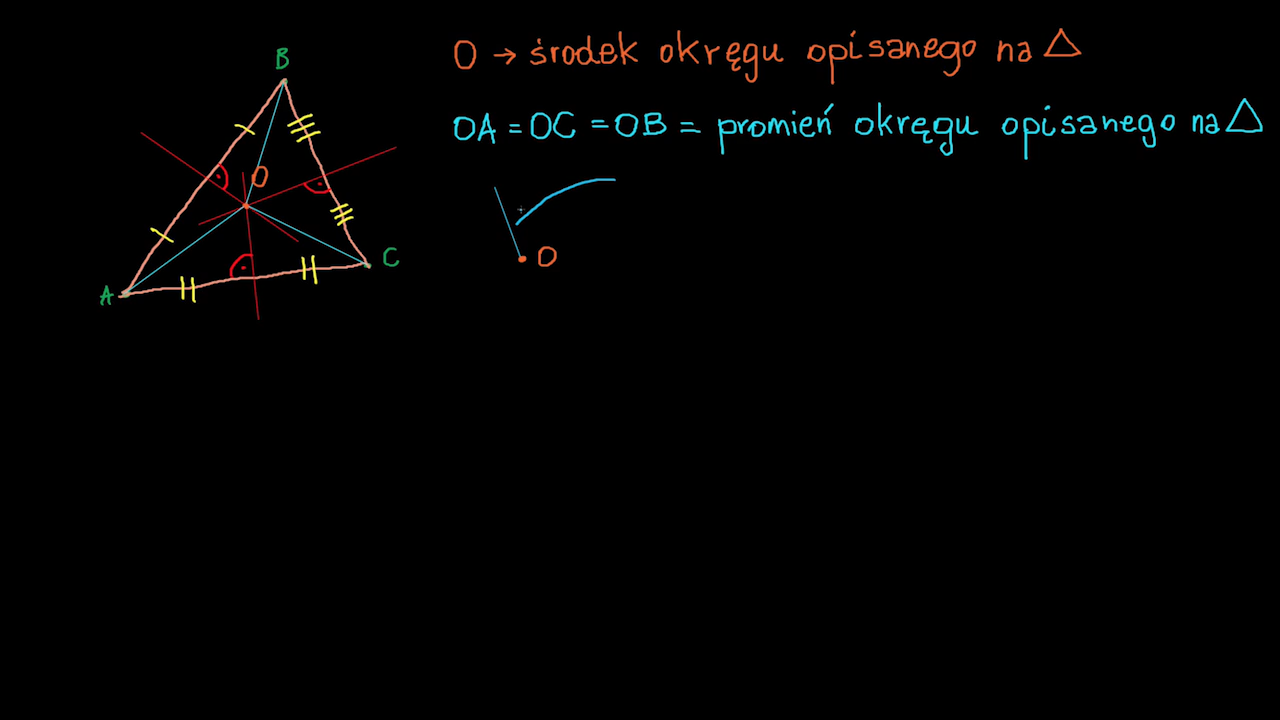 B
O → środek okręgu opisanego na △
OA = OC = OB = promień okręgu opisanego na △
O
O
C
A